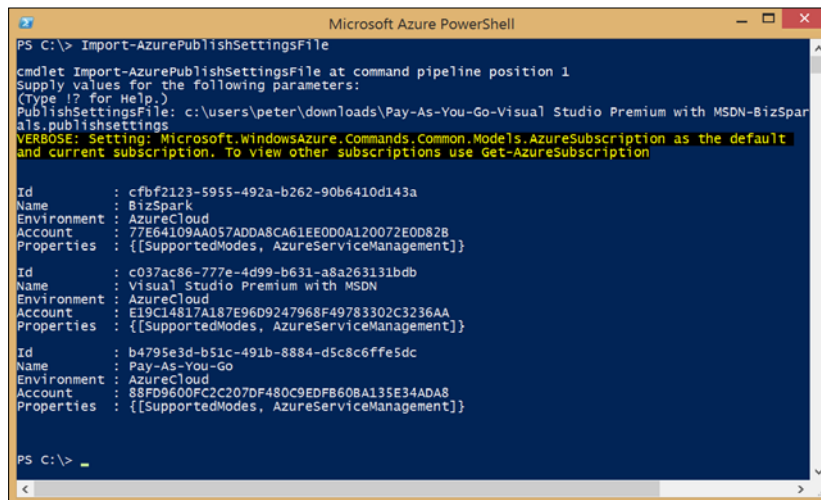 Microsoft Azure PowerShell
PS C:\> Import-AzurePublishSettingsFile
cmdlet Import-AzurePublishSettingsFile at command pipeline position 1
Supply values for the following parameters:
(Type !? for Help.)
PublishSettingsFile: c:\users\peter\downloads\Pay-As-You-Go-Visual Studio Premium with MSDN-BizSpar
als.publishsettings
VERBOSE: Setting: Microsoft.WindowsAzure.Commands.Common.Models.AzureSubscription as the default
and current subscription. To view other subscriptions use Get-AzureSubscription
Id : cfbf2123-5955-492a-b262-90b6410d143a
Name : BizSpark
Environment : AzureCloud
Account : 77E64109AA057ADDA8CA61EE0D0A120072E0D82B
Properties : {[SupportedModes, AzureServiceManagement]}
Id : c037ac86-777e-4d99-b631-a8a263131bdb
Name : Visual Studio Premium with MSDN
Environment : AzureCloud
Account : E19C14817A187E96D9247968F49783302C3236AA
Properties : {[SupportedModes, AzureServiceManagement]}
Id : b4795e3d-b51c-491b-8884-d5c8c6ffe5dc
Name : Pay-As-You-Go
Environment : AzureCloud
Account : 88FD9600FC2C207DF480C9EDFB60BA135E34ADA8
Properties : {[SupportedModes, AzureServiceManagement]}
PS C:\> _